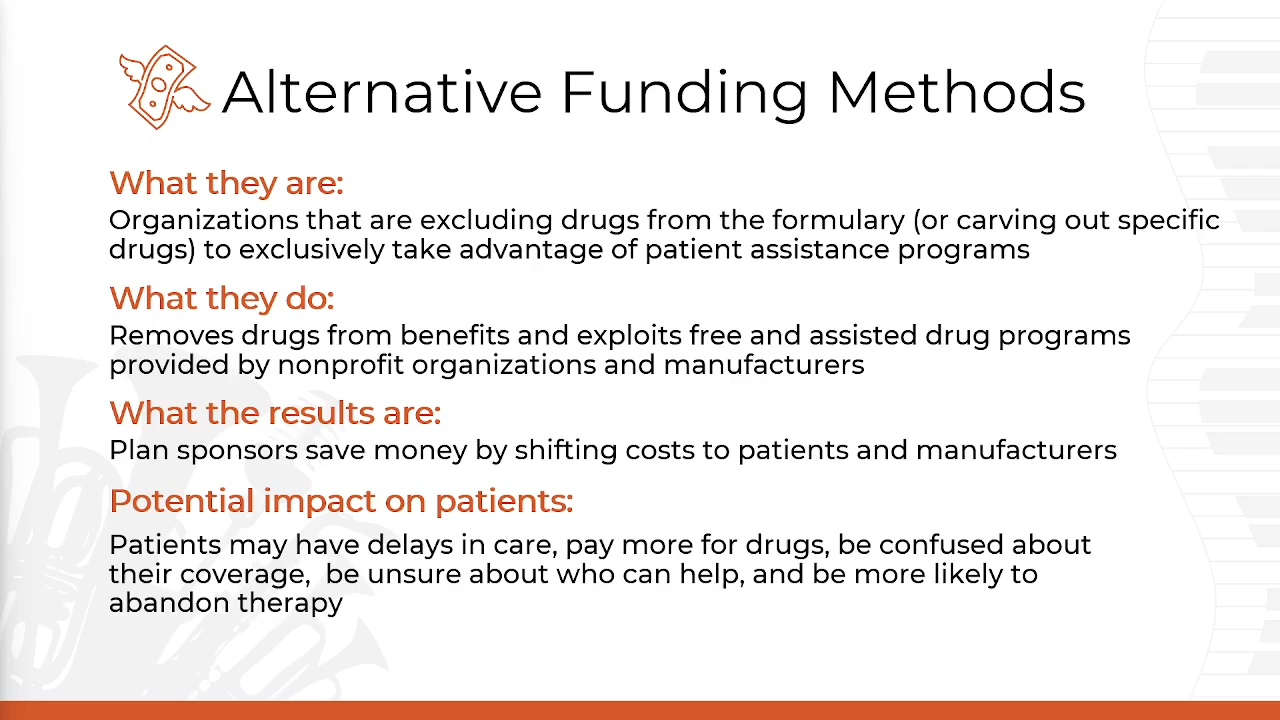 Alternative Funding Methods
What they are:
Organizations that are excluding drugs from the formulary (or carving out specific
drugs) to exclusively take advantage of patient assistance programs
What they do:
Removes drugs from benefits and exploits free and assisted drug programs
provided by nonprofit organizations and manufacturers
What the results are:
Plan sponsors save money by shifting costs to patients and manufacturers
Potential impact on patients:
Patients may have delays in care, pay more for drugs, be confused about
their coverage,  be unsure about who can help, and be more likely to
abandon therapy